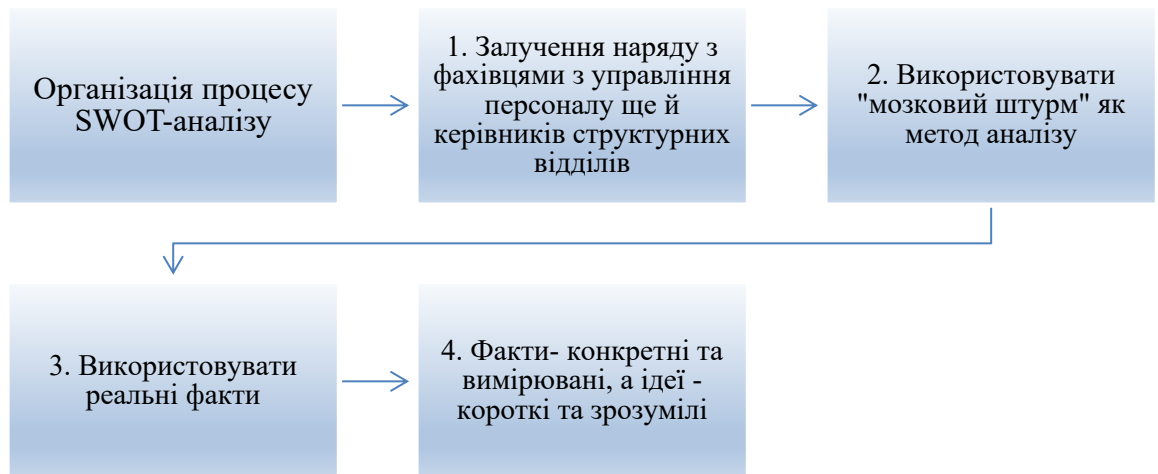 Організація процесу
SWOT-аналізу
1. Залучення наряду з
фахівцями з управління
персоналу ще й
керівників структурних
відділів
2. Використовувати
"мозковий штурм" як
метод аналізу
3. Використовувати
реальні факти
4. Факти- конкретні та
вимірювані, а ідеї -
короткі та зрозумілі